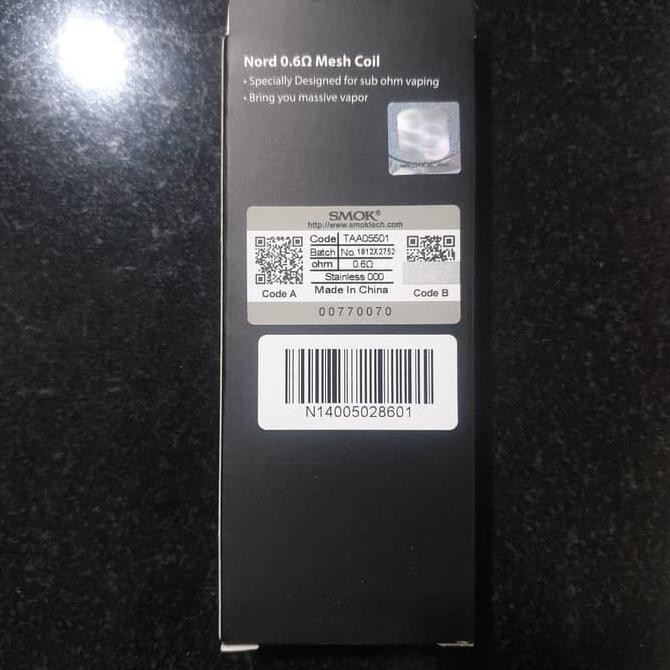 Nord 0.6Ω Mesh Coil
• Specially Designed for sub ohm vaping
• Bring you massive vapor
SMOK®
http://www.smoktech.com
Code TAA05501
Batch No.1812X2752
ohm 0.6Ω
Stainless 000
Made In China
Code A
Code B
00770070
N14005028601